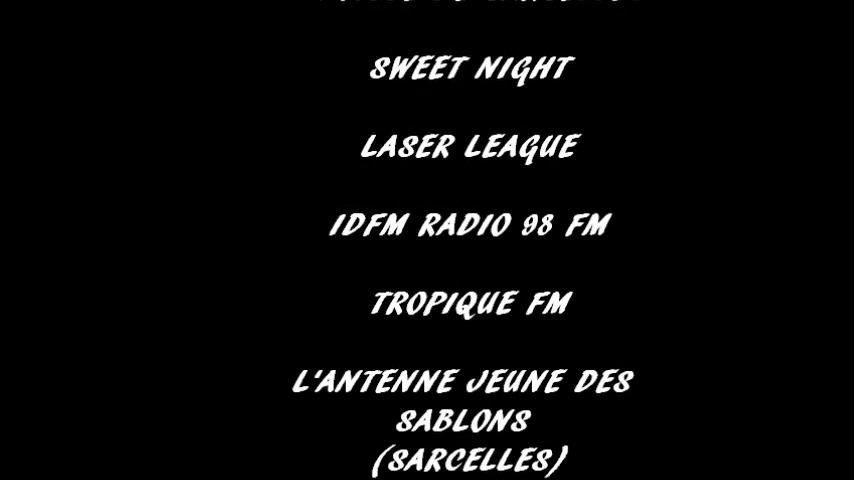 SWEET NIGHT
LASER LEAGUE
IDFM RADIO 98 FM
TROPIQUE FM
L'ANTENNE JEUNE DES
SABLONS
(SARCELLES)